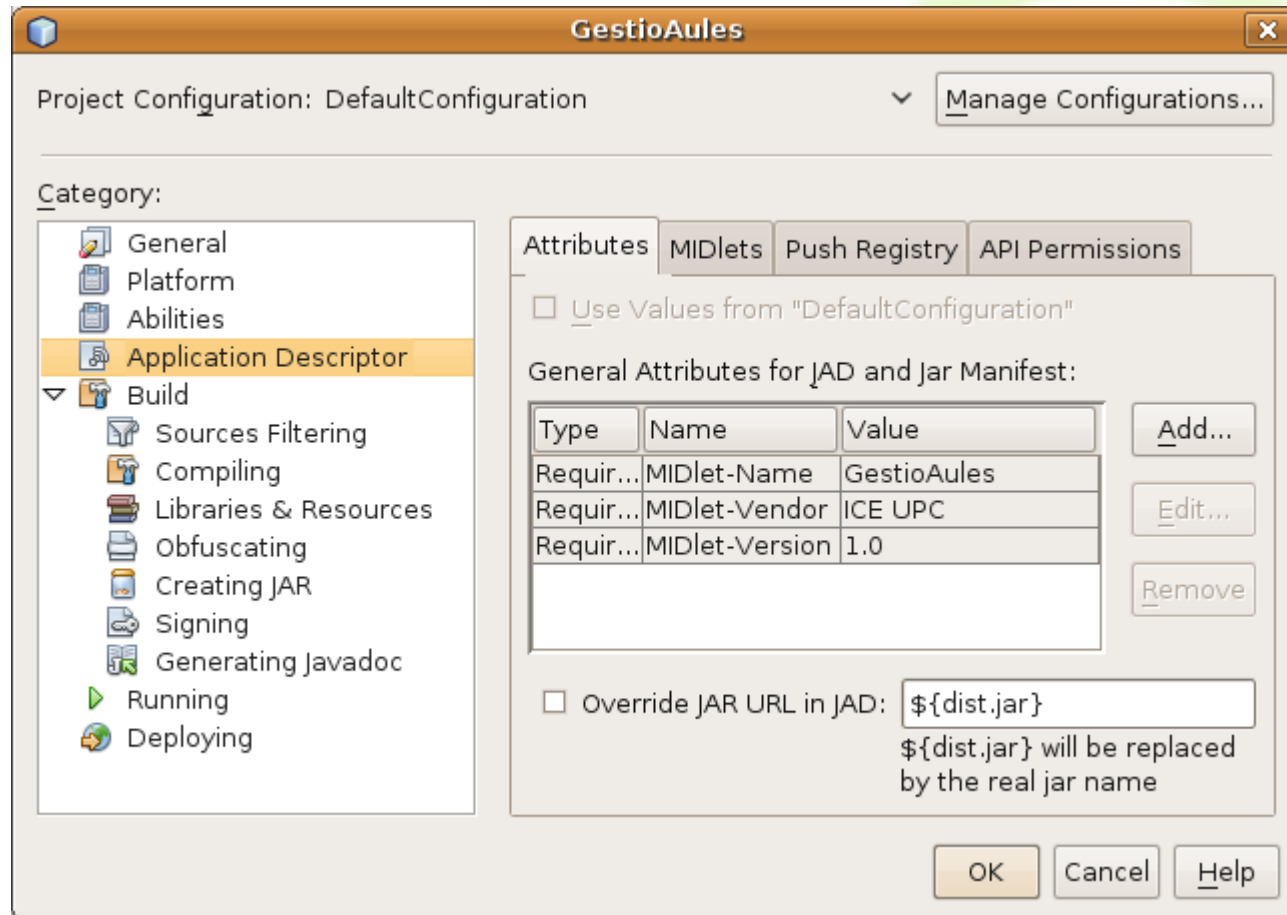 GestioAules
Project Configuration: DefaultConfiguration
Manage Configurations...
Category:
General
Platform
Abilities
Application Descriptor
Build
Sources Filtering
Compiling
Libraries & Resources
Obfuscating
Creating JAR
Signing
Generating Javadoc
Running
Deploying
Attributes MIDlets Push Registry API Permissions
Use Values from "DefaultConfiguration"
General Attributes for JAD and Jar Manifest:
Type Name Value
Requir... MIDlet-Name GestioAules
Requir... MIDlet-Vendor ICE UPC
Requir... MIDlet-Version 1.0
Add...
Edit...
Remove
Override JAR URL in JAD: ${dist.jar}
${dist.jar} will be replaced
by the real jar name
OK Cancel Help